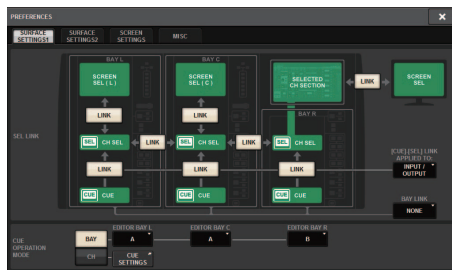 PREFERENCES
SURFACE SETTINGS1
SURFACE SETTINGS2
SCREEN SETTINGS
MISC
BAY L
BAY C
SCREEN SEL ( L )
SCREEN SEL ( C )
SELECTED CH SECTION
LINK
SCREEN SEL
LINK
LINK
BAY R
SEL LINK
SEL CH SEL
LINK
SEL CH SEL
LINK
SEL CH SEL
[CUE].[SEL] LINK APPLIED TO:
LINK
LINK
LINK
INPUT / OUTPUT
CUE CUE
CUE CUE
CUE CUE
BAY LINK
NONE
EDITOR BAY L
EDITOR BAY C
EDITOR BAY R
CUE OPERATION MODE
BAY
A
A
B
CH
CUE SETTINGS